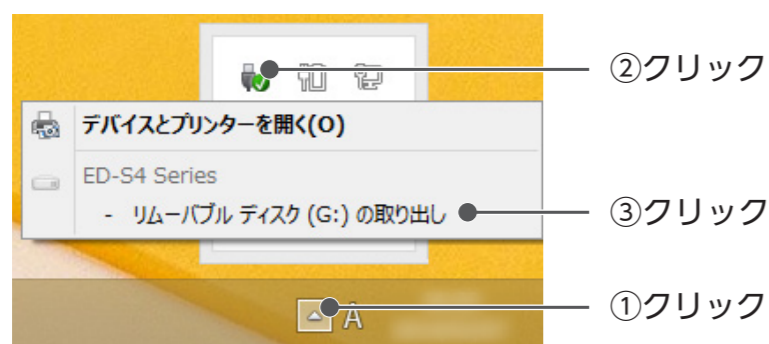 ②クリック
デバイスとプリンターを開く(O)
ED-S4 Series
- リムーバブル ディスク (G:) の取り出し
③クリック
A
①クリック